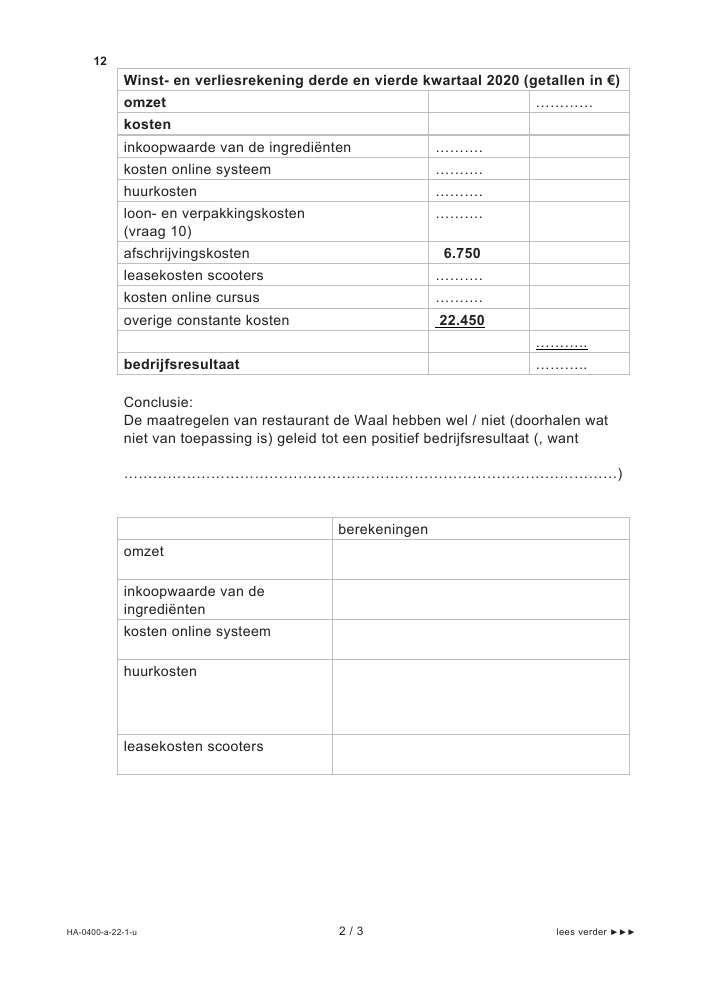 12
Winst- en verliesrekening derde en vierde kwartaal 2020 (getallen in €)
omzet …………
kosten
inkoopwaarde van de ingrediënten ……….
kosten online systeem ……….
huurkosten ……….
loon- en verpakkingskosten ……….
(vraag 10)
afschrijvingskosten 6.750
leasekosten scooters ……….
kosten online cursus ……….
overige constante kosten 22.450
………..
bedrijfsresultaat ………..
Conclusie:
De maatregelen van restaurant de Waal hebben wel / niet (doorhalen wat
niet van toepassing is) geleid tot een positief bedrijfsresultaat (, want
…………………………………………………………………………………………)
berekeningen
omzet
inkoopwaarde van de
ingrediënten
kosten online systeem
huurkosten
leasekosten scooters
HA-0400-a-22-1-u 2 / 3 lees verder ►►►